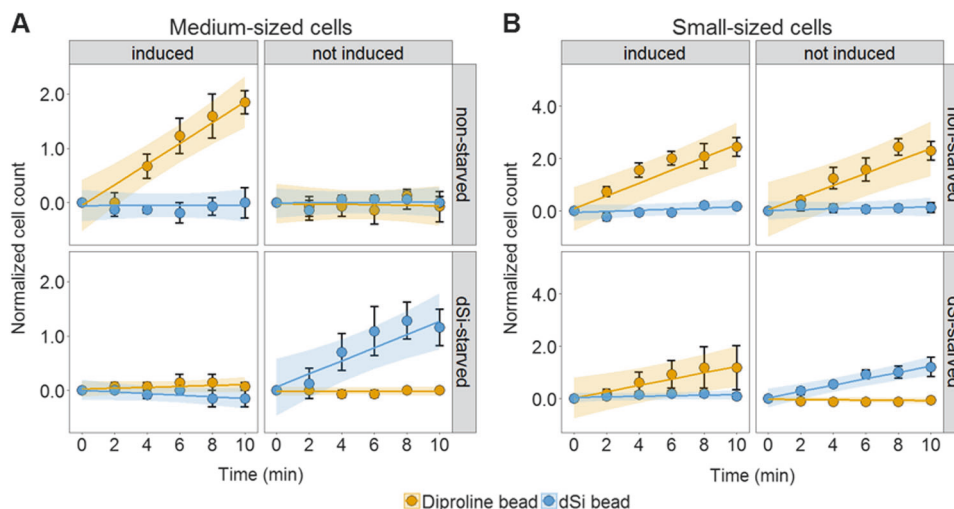 A Medium-sized cells
induced not induced
Normalized cell count
2.0
1.0
0.0
non-starved
2.0
1.0
0.0
dSi-starved
0 2 4 6 8 10 0 2 4 6 8 10
Time (min)
B Small-sized cells
induced not induced
Normalized cell count
4.0
2.0
0.0
non-starved
4.0
2.0
0.0
dSi-starved
0 2 4 6 8 10 0 2 4 6 8 10
Time (min)
Diproline bead dSi bead